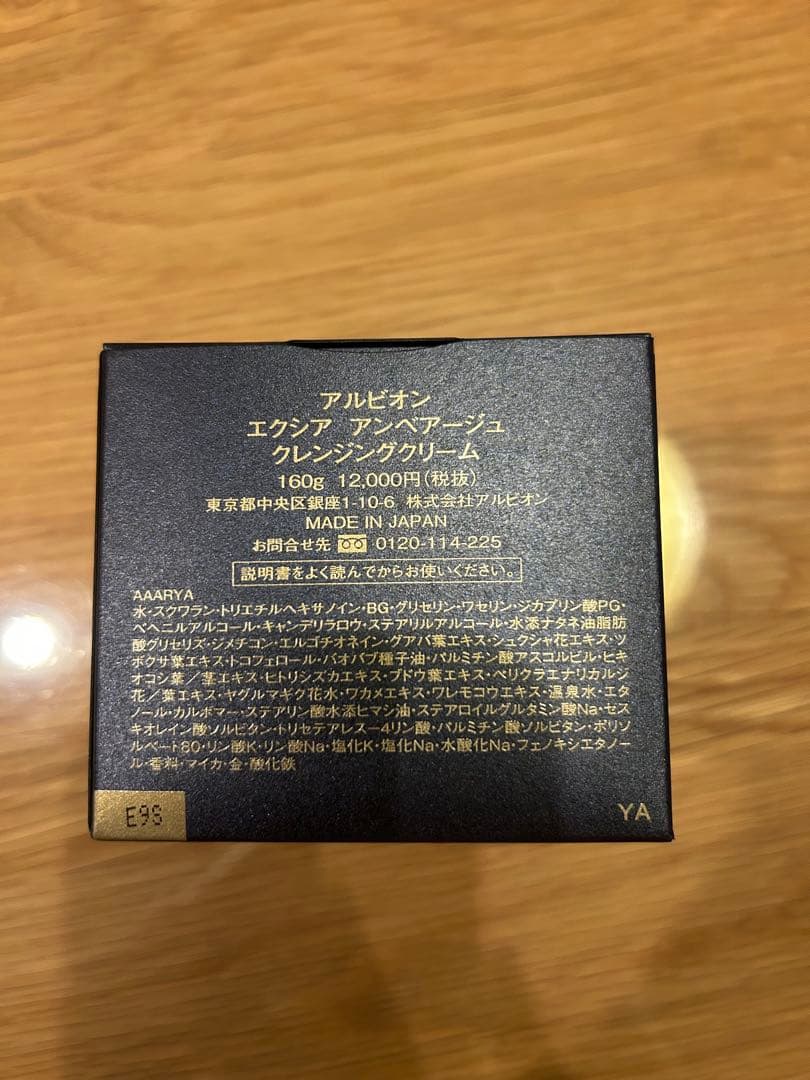 アルビオン
エクシア アンベアージュ
クレンジングクリーム
160g 12,000円(税抜)
東京都中央区銀座1-10-6 株式会社アルビオン
MADE IN JAPAN
お問合せ先 0120-114-225
説明書をよく読んでからお使いください。
AAARYA
水・スクワラン・トリエチルヘキサノイン・BG・グリセリン・ワセリン・ジカプリン酸PG・
ベヘニルアルコール・キャンデリラロウ・ステアリルアルコール・水添ナタネ油脂肪
酸グリセリズ・ジメチコン・エルゴチオネイン・グアバ葉エキス・シュクシャ花エキス・ツ
ボクサ葉エキス・トコフェロール・バオバブ種子油・パルミチン酸アスコルビル・ヒキ
オコシ葉/茎エキス・ヒトリシズカエキス・ブドウ葉エキス・ペリクラエナリカルジ
花/葉エキス・ヤグルマギク花水・ワカメエキス・ワレモコウエキス・温泉水・エタ
ノール・カルボマー・ステアリン酸水添ヒマシ油・ステアロイルグルタミン酸Na・セス
キオレイン酸ソルビタン・トリセテアレス-4リン酸・パルミチン酸ソルビタン・ポリソ
ルベート80・リン酸K・リン酸Na・塩化K・塩化Na・水酸化Na・フェノキシエタノー
ル・香料・マイカ・金・酸化鉄
E9S
YA